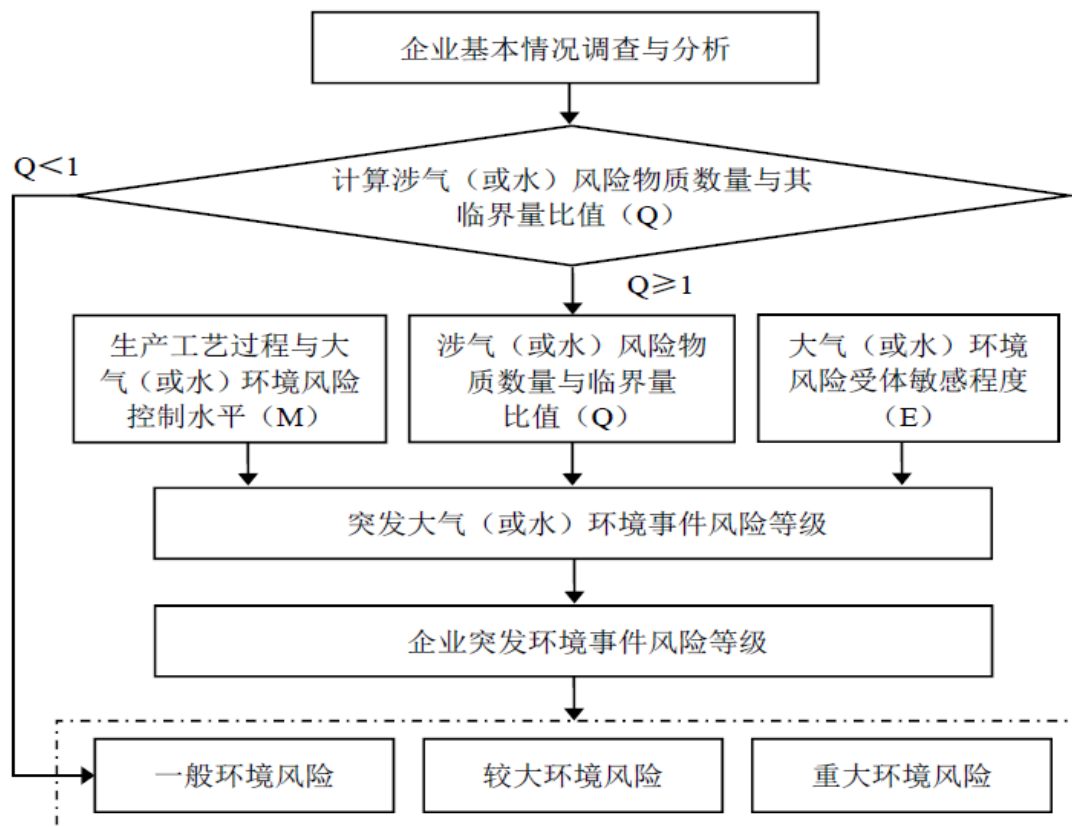 企业基本情况调查与分析
Q＜1
计算涉气（或水）风险物质数量与其
临界量比值（Q）
Q≥1
生产工艺过程与大
气（或水）环境风险
控制水平（M）
涉气（或水）风险物
质数量与临界量
比值（Q）
大气（或水）环境
风险受体敏感程度
（E）
突发大气（或水）环境事件风险等级
企业突发环境事件风险等级
一般环境风险
较大环境风险
重大环境风险